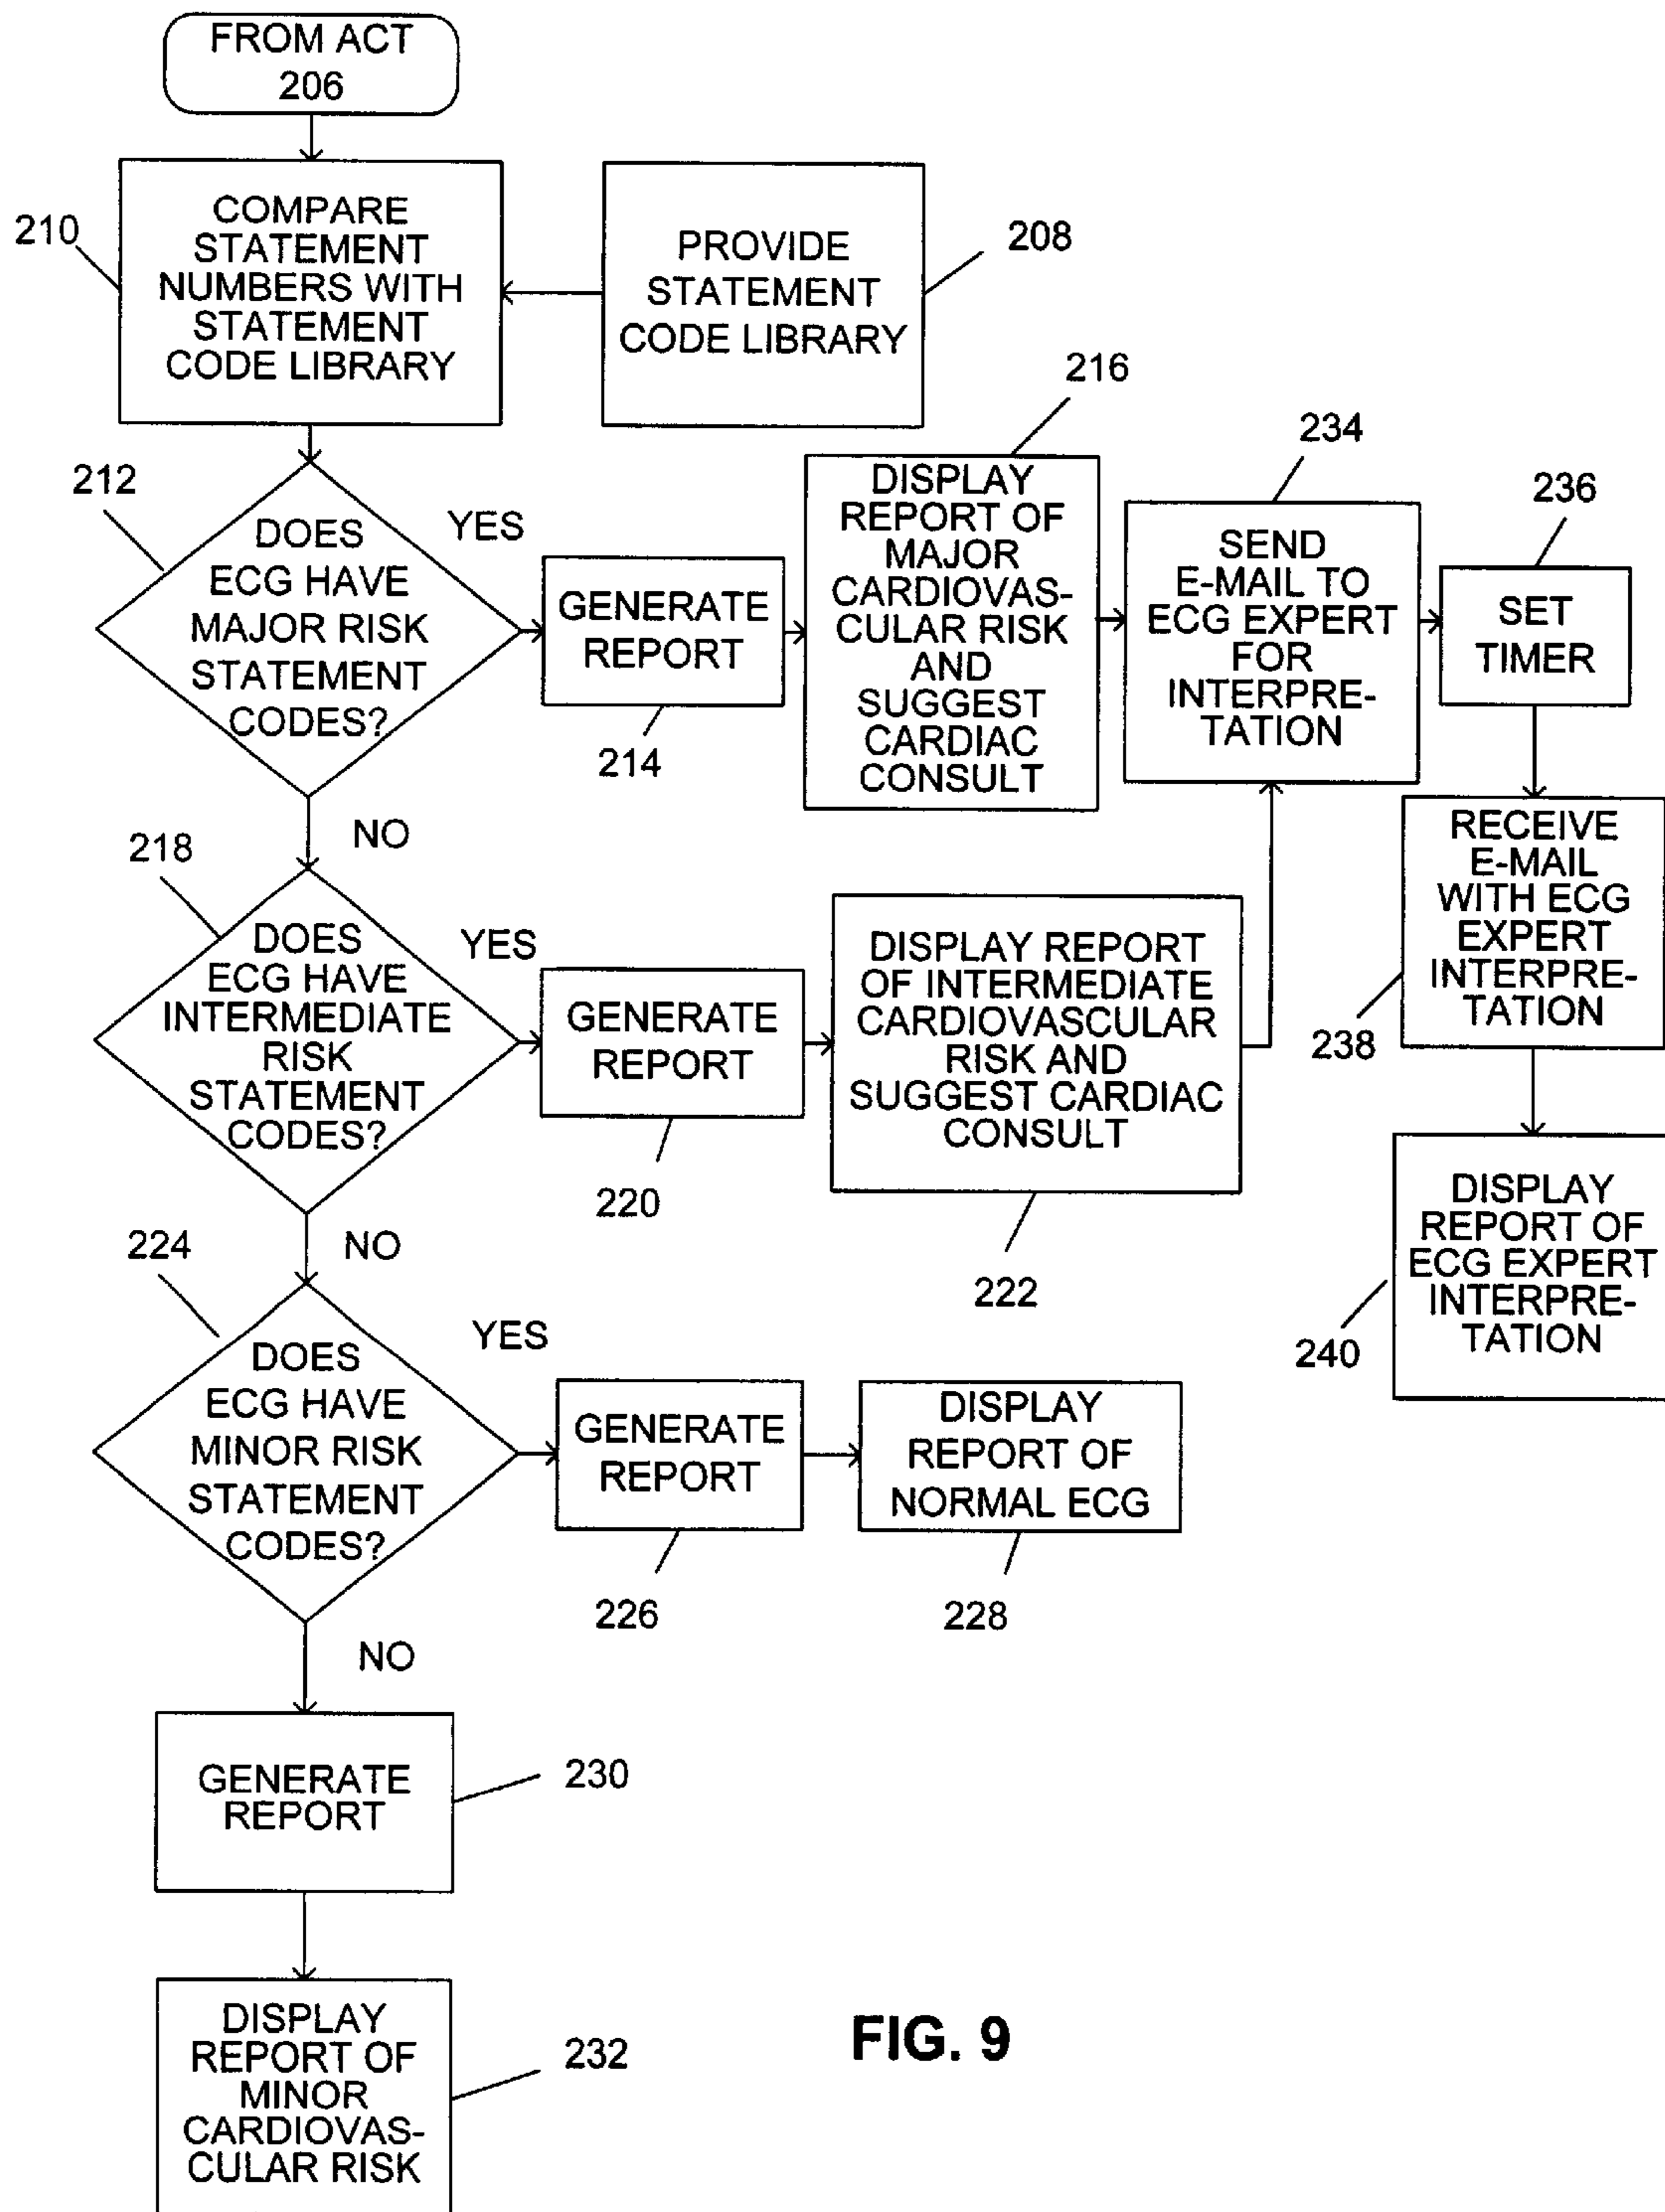 FROM ACT
206
210
COMPARE
STATEMENT
NUMBERS WITH
STATEMENT
CODE LIBRARY
PROVIDE
STATEMENT
CODE LIBRARY
208
212
DOES
ECG HAVE
MAJOR RISK
STATEMENT
CODES?
YES
NO
GENERATE
REPORT
214
216
DISPLAY
REPORT OF
MAJOR
CARDIOVAS-
CULAR RISK
AND
SUGGEST
CARDIAC
CONSULT
234
SEND
E-MAIL TO
ECG EXPERT
FOR
INTERPRE-
TATION
236
SET
TIMER
RECEIVE
E-MAIL
WITH ECG
EXPERT
INTERPRE-
TATION
238
DISPLAY
REPORT OF
ECG EXPERT
INTERPRE-
TATION
240
218
DOES
ECG HAVE
INTERMEDIATE
RISK
STATEMENT
CODES?
YES
NO
GENERATE
REPORT
220
DISPLAY REPORT
OF INTERMEDIATE
CARDIOVASCULAR
RISK AND
SUGGEST CARDIAC
CONSULT
222
224
DOES
ECG HAVE
MINOR RISK
STATEMENT
CODES?
YES
NO
GENERATE
REPORT
226
DISPLAY
REPORT OF
NORMAL ECG
228
GENERATE
REPORT
230
DISPLAY
REPORT OF
MINOR
CARDIOVAS-
CULAR RISK
232
FIG. 9